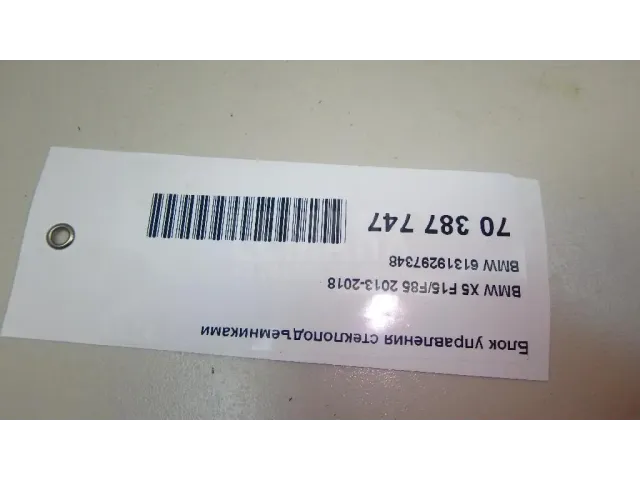 Блок управления стеклоподъемниками
BMW X5 F15/F85 2013-2018
BMW 61319297348
70 387 747